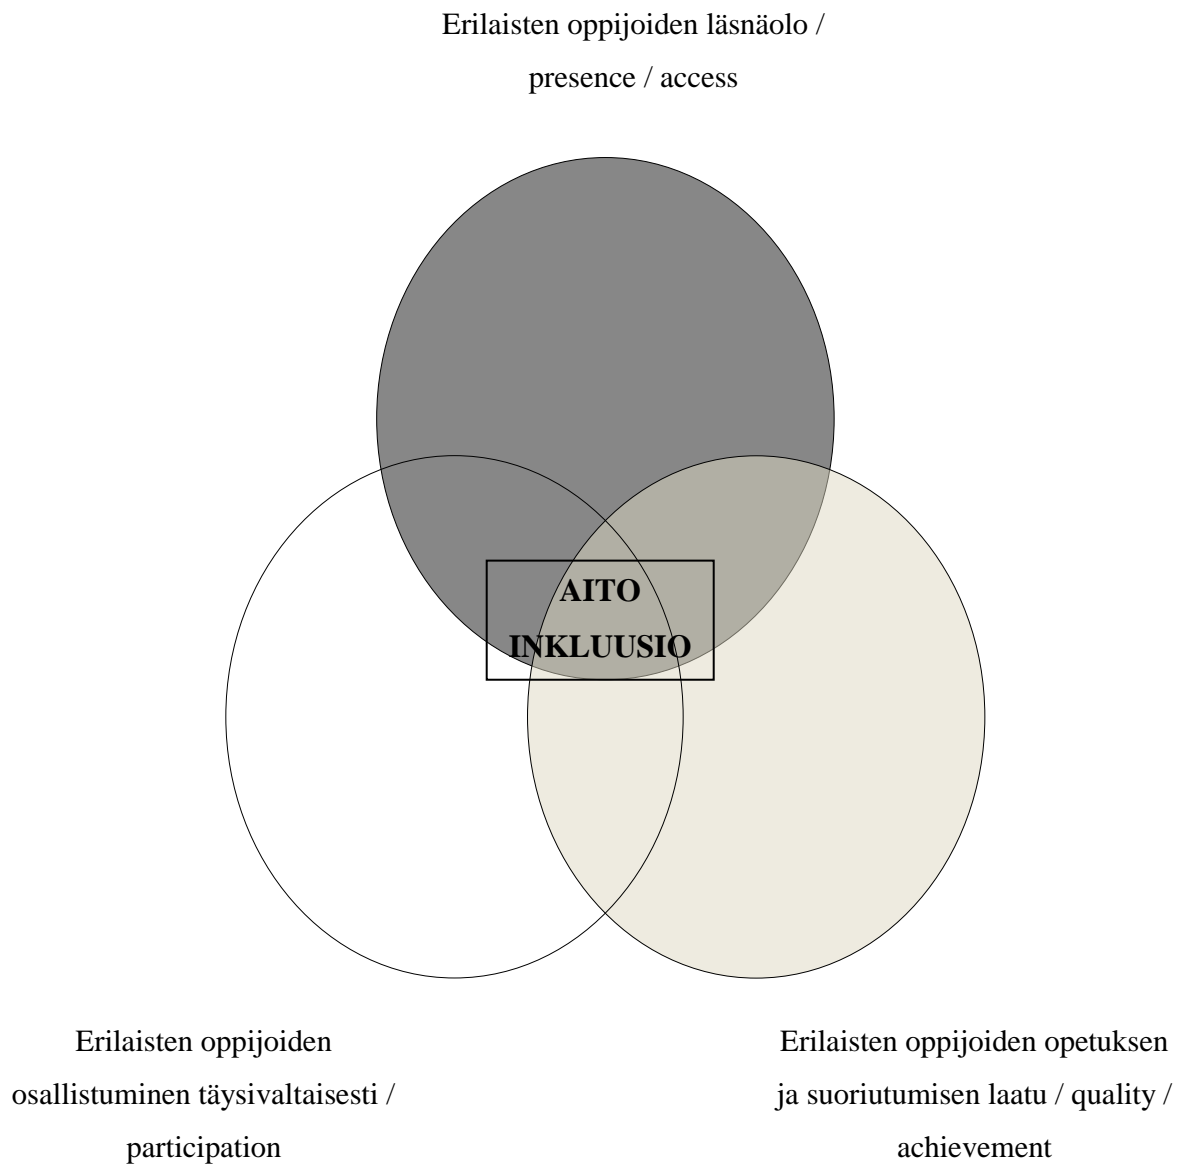 Erilaisten oppijoiden läsnäolo /
presence / access
AITO
INKLUUSIO
Erilaisten oppijoiden
osallistuminen täysivaltaisesti /
participation
Erilaisten oppijoiden opetuksen
ja suoriutumisen laatu / quality /
achievement